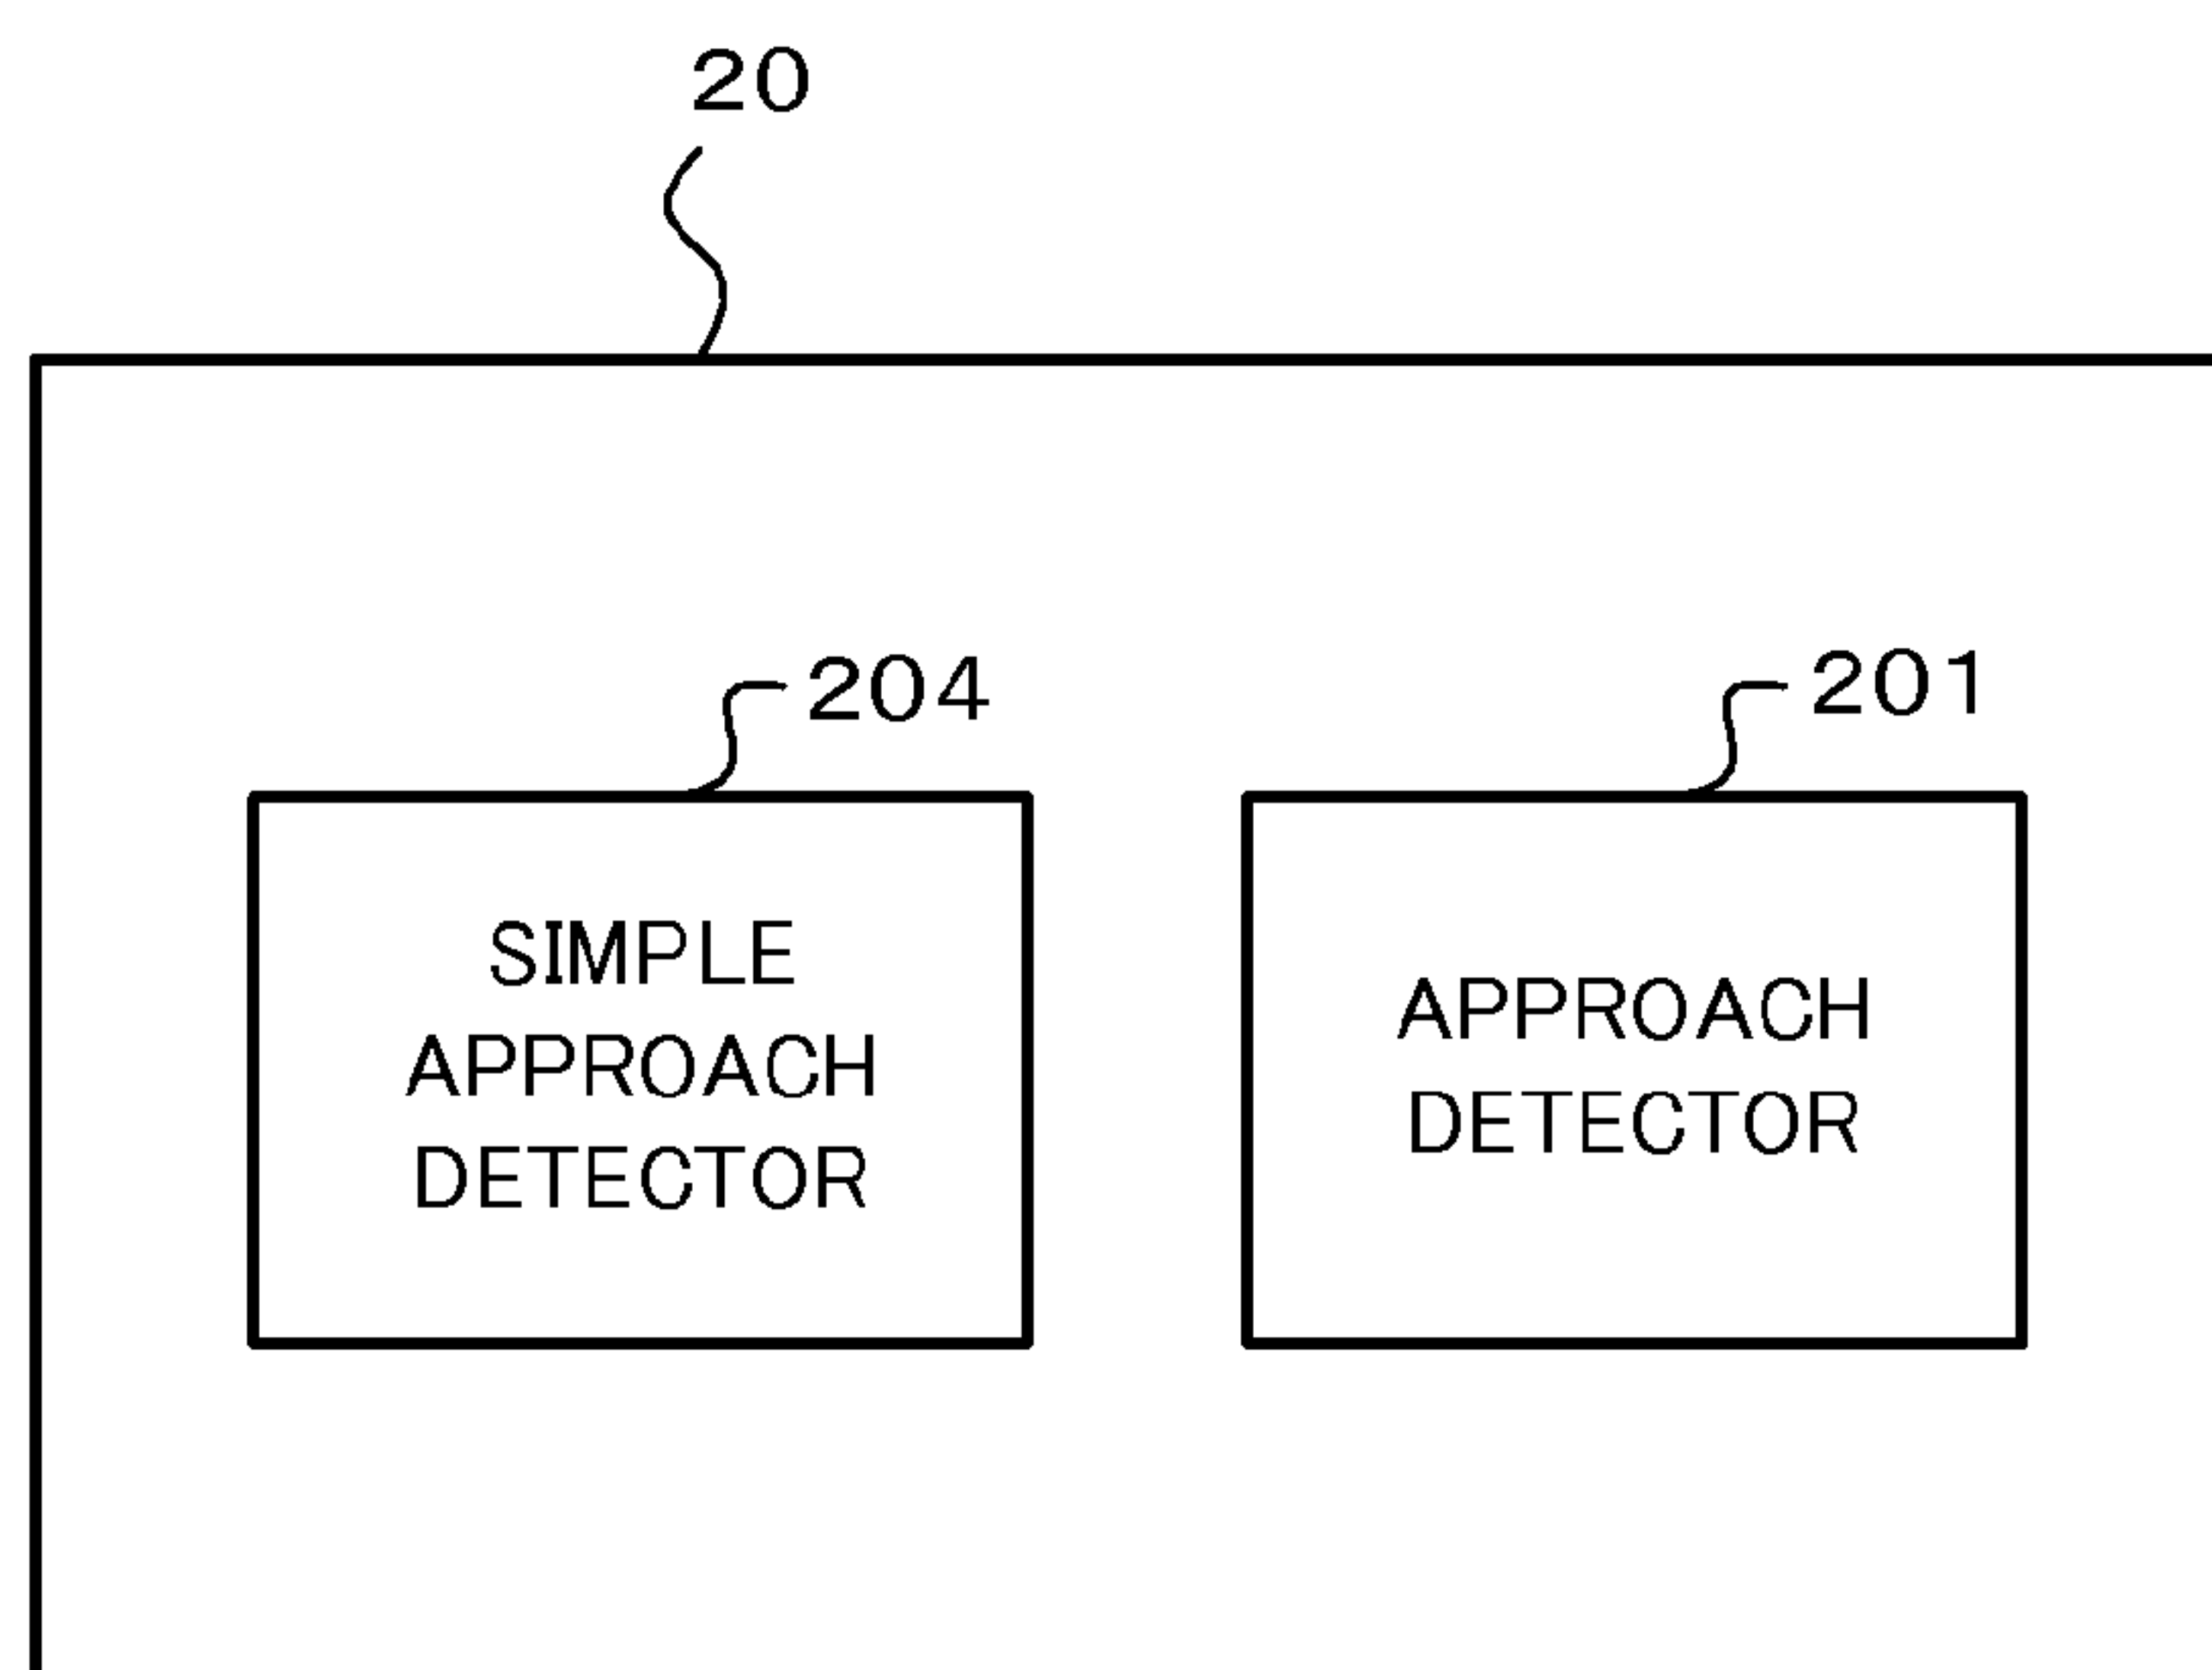 20
204
201
SIMPLE
APPROACH
DETECTOR
APPROACH
DETECTOR